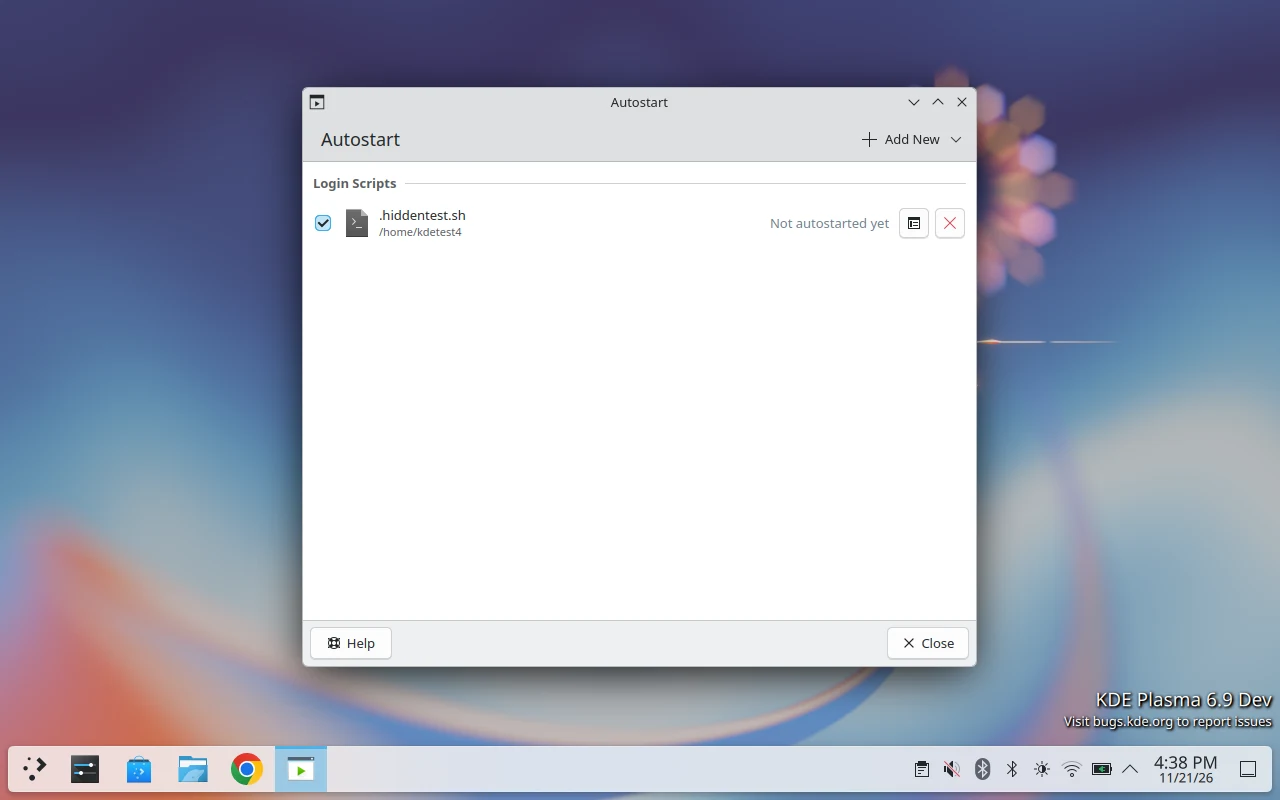 Autostart
Autostart
Add New
Login Scripts
.hiddentest.sh
/home/kdetest4
Not autostarted yet
Help
Close
KDE Plasma 6.9 Dev
Visit bugs.kde.org to report issues
4:38 PM
11/21/26